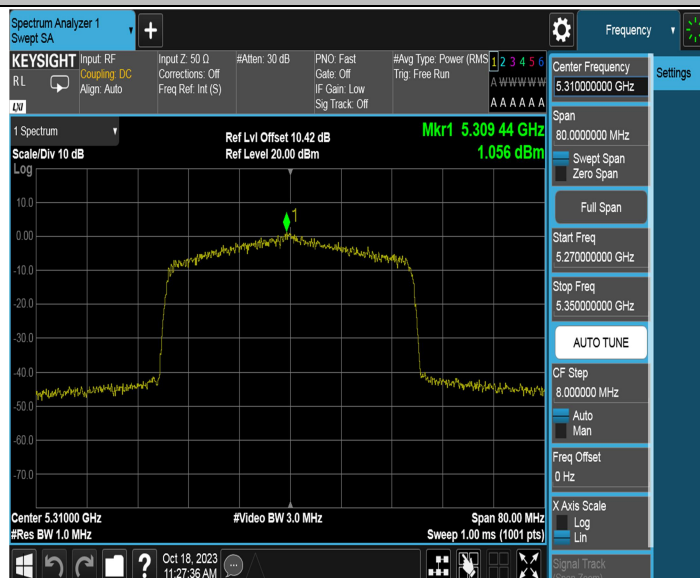 Spectrum Analyzer 1
Swept SA
+
Frequency
KEYSIGHT
RL
LXI
Input: RF
Coupling: DC
Align: Auto
Input Z: 50 Ω
Corrections: Off
Freq Ref: Int (S)
#Atten: 30 dB
PNO: Fast
Gate: Off
IF Gain: Low
Sig Track: Off
#Avg Type: Power (RMS
Trig: Free Run
1 2 3 4 5 6
A W W W W W
A A A A A A
1 Spectrum
Scale/Div 10 dB
Log
Ref Lvl Offset 10.42 dB
Ref Level 20.00 dBm
Mkr1 5.309 44 GHz
1.056 dBm
1
10.0
0.00
-10.0
-20.0
-30.0
-40.0
-50.0
-60.0
-70.0
Center 5.31000 GHz
#Res BW 1.0 MHz
#Video BW 3.0 MHz
Span 80.00 MHz
Sweep 1.00 ms (1001 pts)
?
Oct 18, 2023
11:27:36 AM
Settings
Center Frequency
5.310000000 GHz
Span
80.0000000 MHz
Swept Span
Zero Span
Full Span
Start Freq
5.270000000 GHz
Stop Freq
5.350000000 GHz
AUTO TUNE
CF Step
8.000000 MHz
Auto
Man
Freq Offset
0 Hz
X Axis Scale
Log
Lin
Signal Track